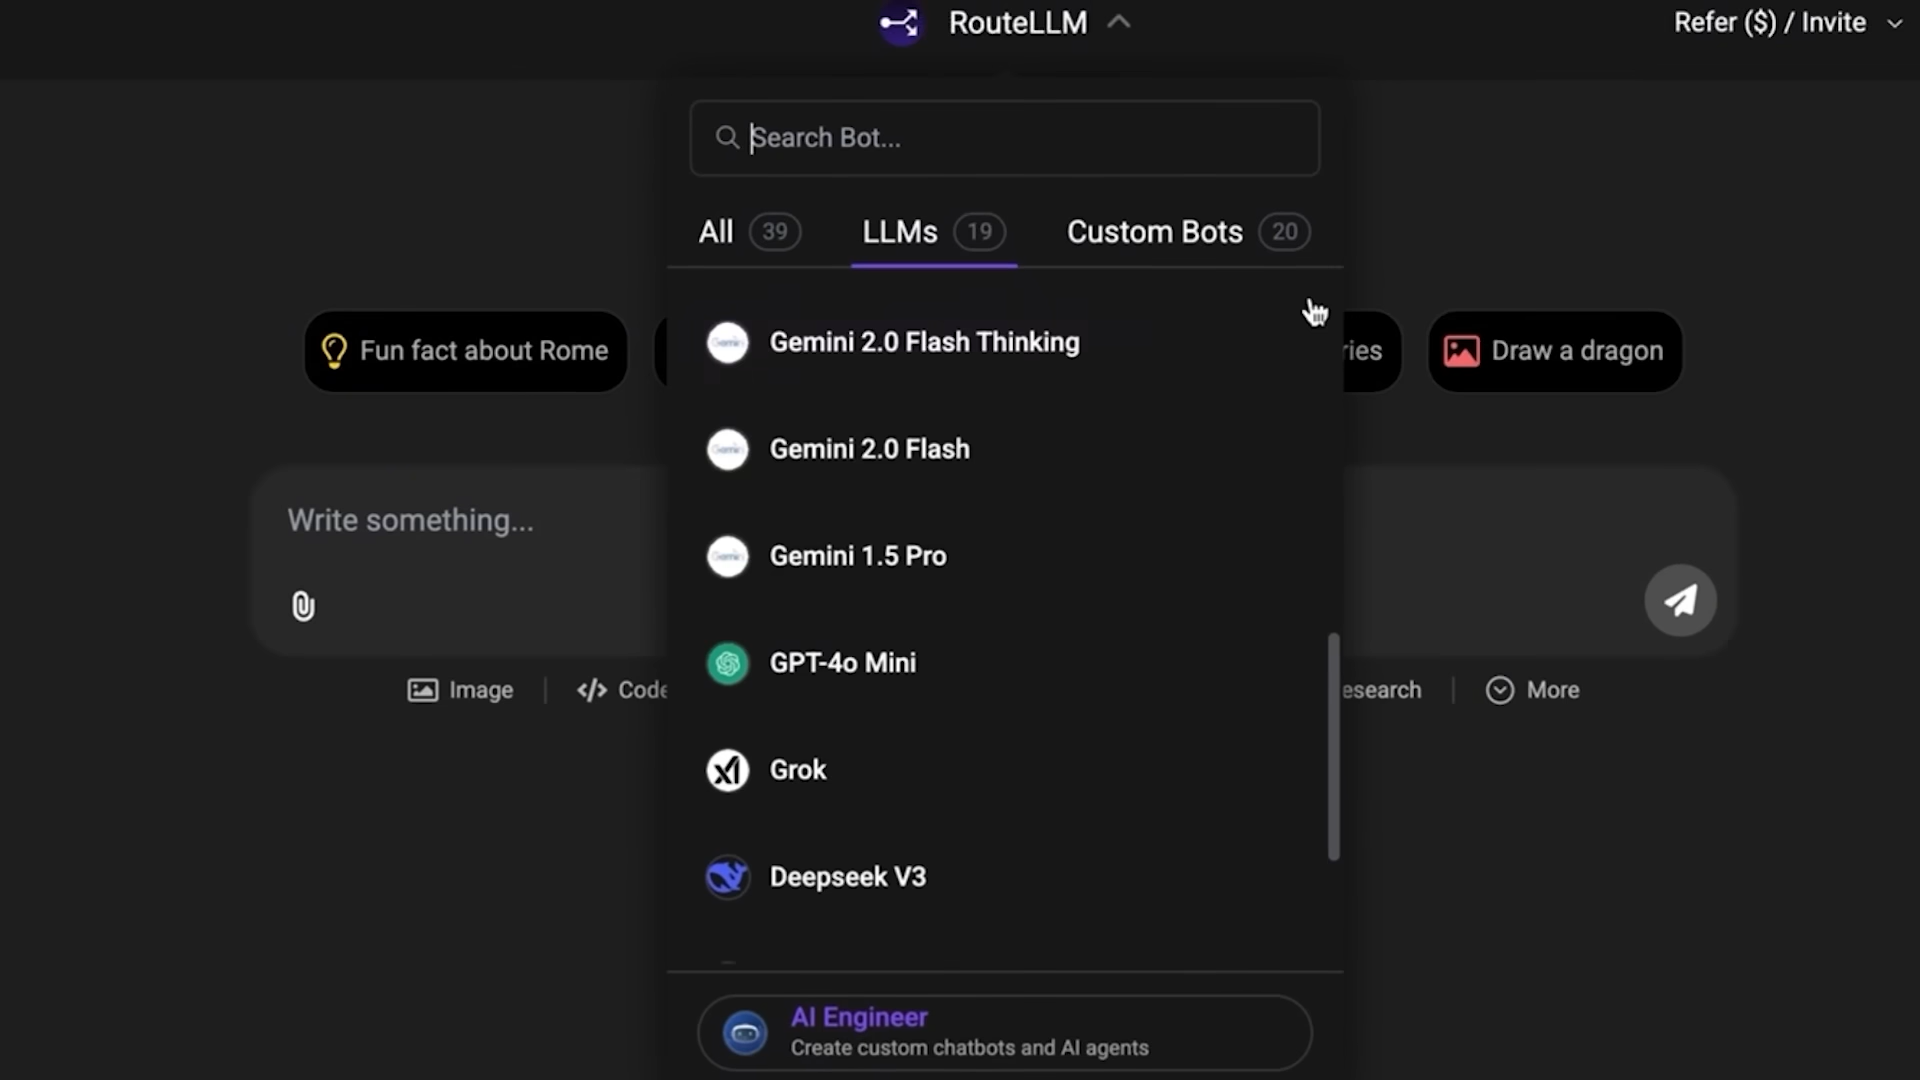 RouteLLM
Refer ($) / Invite
Search Bot...
All 39
LLMs 19
Custom Bots 20
Fun fact about Rome
Gemini 2.0 Flash Thinking
ries
Draw a dragon
Gemini 2.0 Flash
Write something...
Gemini 1.5 Pro
GPT-4o Mini
Image
</> Code
esearch
More
Grok
Deepseek V3
AI Engineer
Create custom chatbots and AI agents